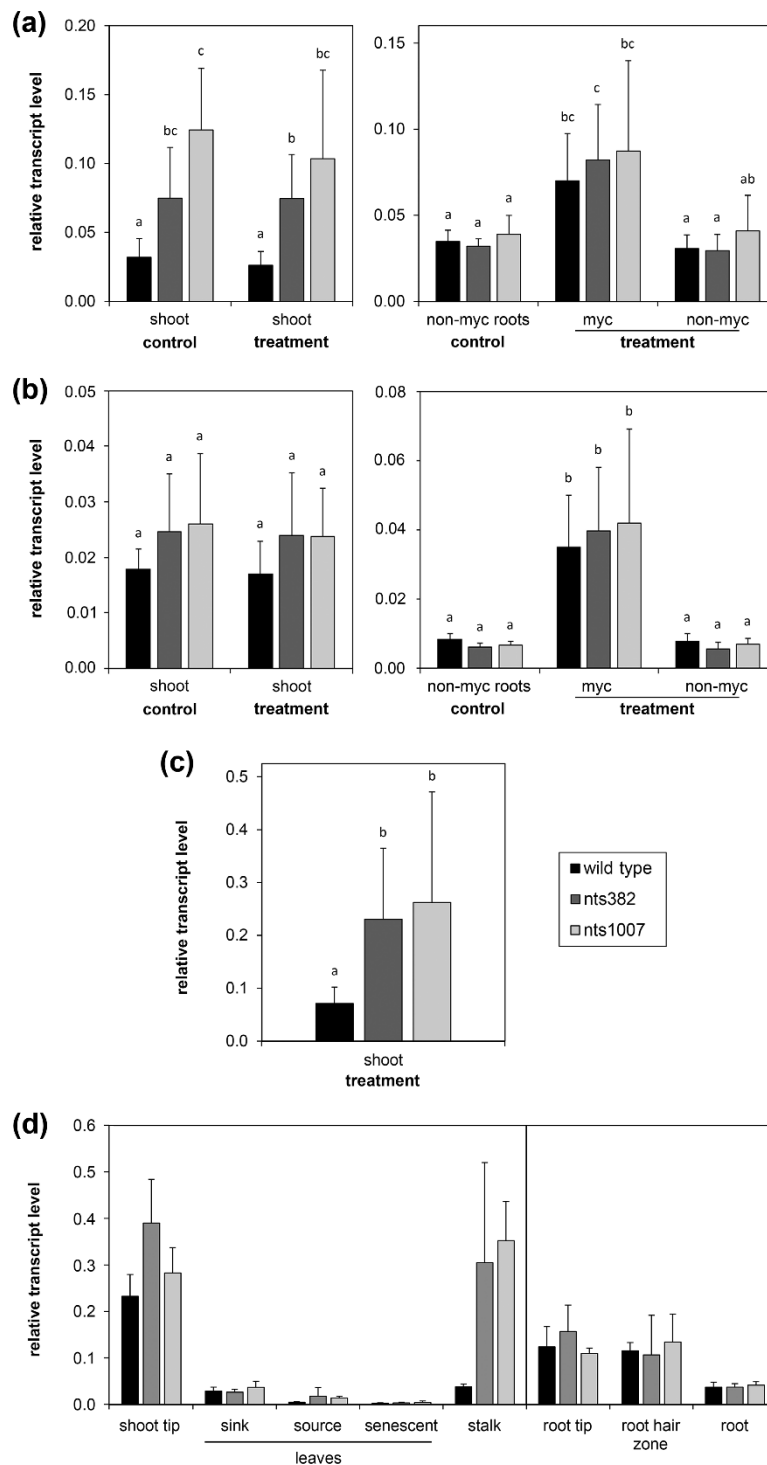 (a)
relative transcript level
0.20
0.15
0.10
0.05
0.00
a
bc
c
a
b
bc
shoot
control
shoot
treatment
0.15
0.10
0.05
0.00
a
a
a
bc
c
bc
a
a
ab
non-myc roots
control
myc
non-myc
treatment
(b)
relative transcript level
0.05
0.04
0.03
0.02
0.01
0.00
a
a
a
a
a
a
shoot
control
shoot
treatment
0.08
0.06
0.04
0.02
0.00
a
a
a
b
b
b
a
a
a
non-myc roots
control
myc
non-myc
treatment
(c)
relative transcript level
0.5
0.4
0.3
0.2
0.1
0.0
a
b
b
shoot
treatment
wild type
nts382
nts1007
(d)
relative transcript level
0.6
0.5
0.4
0.3
0.2
0.1
0.0
shoot tip
sink
source
senescent
leaves
stalk
root tip
root hair
zone
root